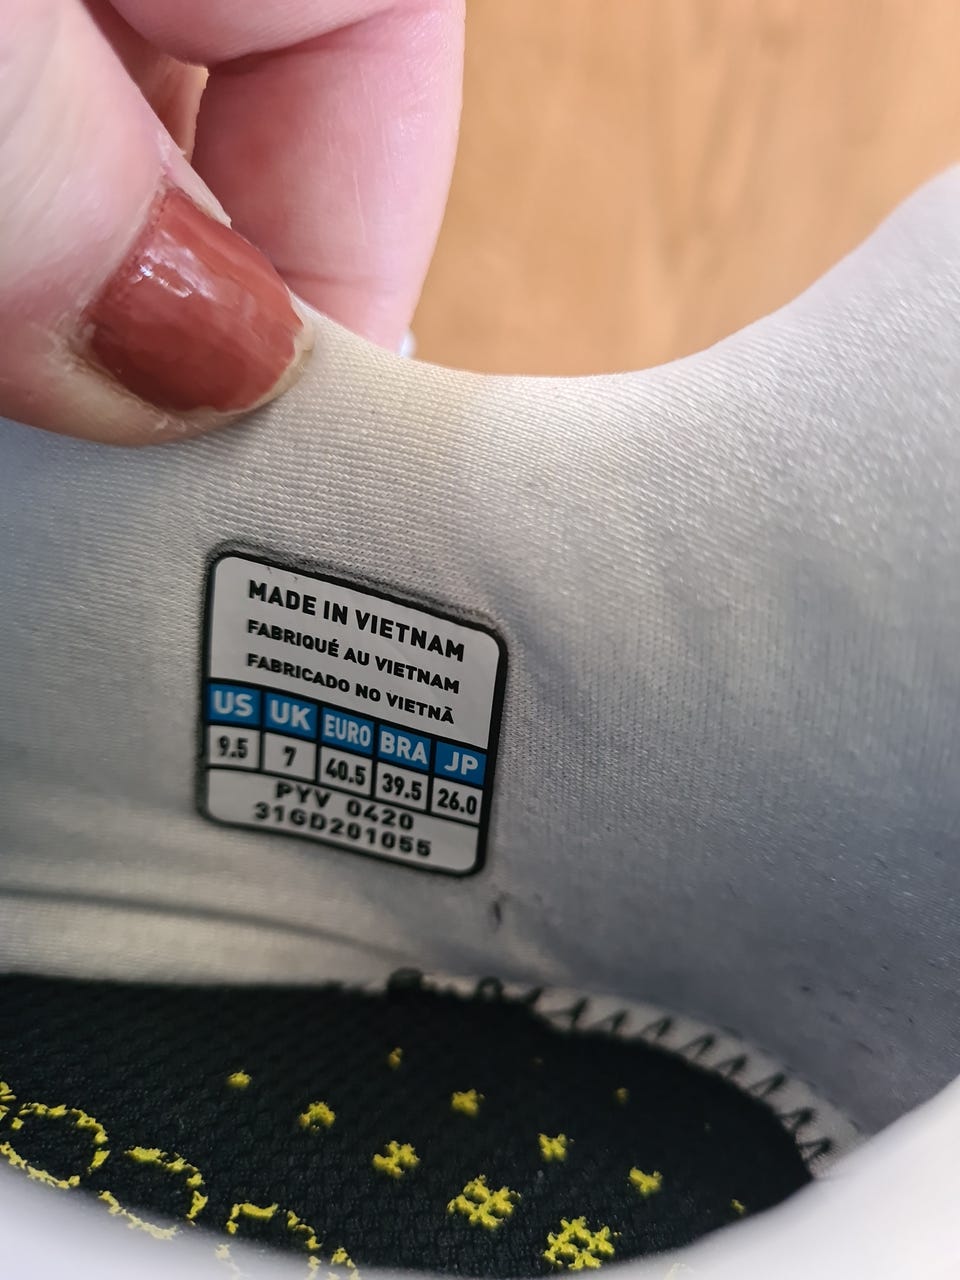 MADE IN VIETNAM
FABRIQUÉ AU VIETNAM
FABRICADO NO VIETNÃ
US UK EURO BRA JP
9.5 7 40.5 39.5 26.0
PYV 0420
31GD201055